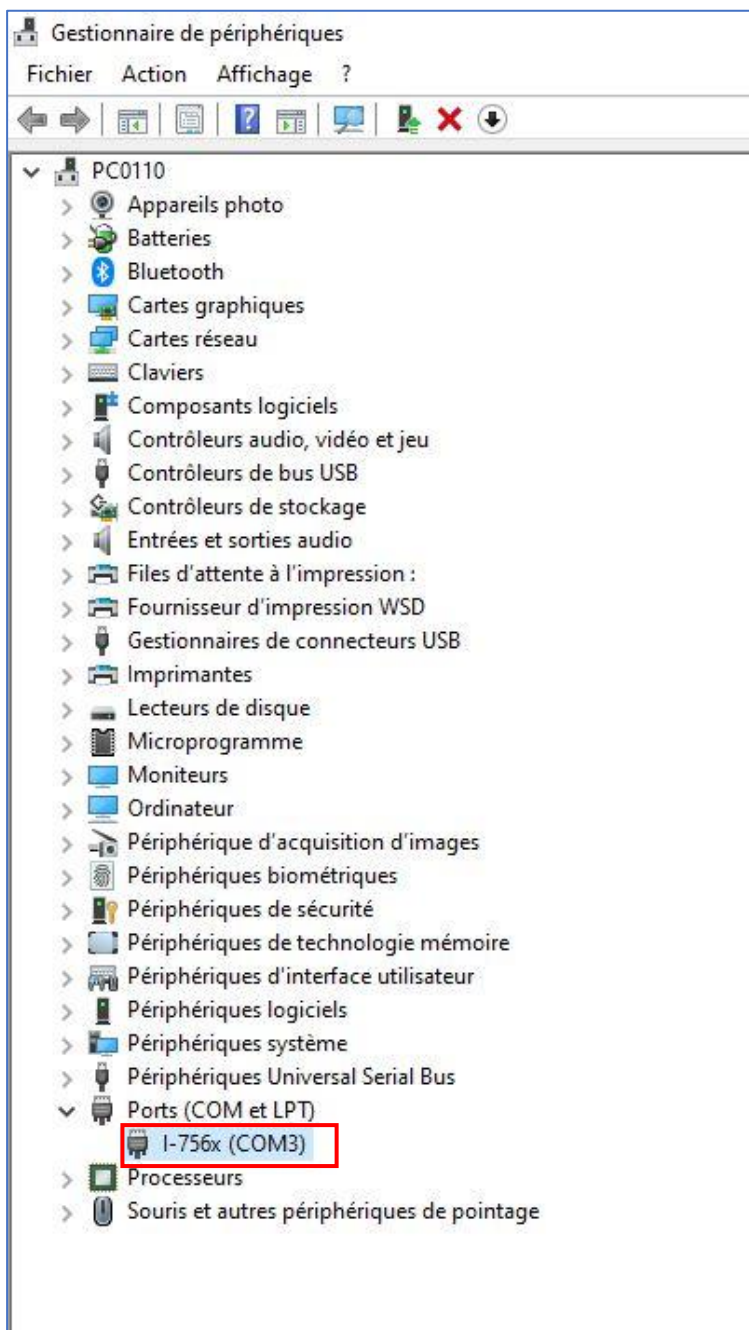 Gestionnaire de périphériques
Fichier Action Affichage ?
PC0110
Appareils photo
Batteries
Bluetooth
Cartes graphiques
Cartes réseau
Claviers
Composants logiciels
Contrôleurs audio, vidéo et jeu
Contrôleurs de bus USB
Contrôleurs de stockage
Entrées et sorties audio
Files d'attente à l'impression :
Fournisseur d'impression WSD
Gestionnaires de connecteurs USB
Imprimantes
Lecteurs de disque
Microprogramme
Moniteurs
Ordinateur
Périphérique d'acquisition d'images
Périphériques biométriques
Périphériques de sécurité
Périphériques de technologie mémoire
Périphériques d'interface utilisateur
Périphériques logiciels
Périphériques système
Périphériques Universal Serial Bus
Ports (COM et LPT)
I-756x (COM3)
Processeurs
Souris et autres périphériques de pointage